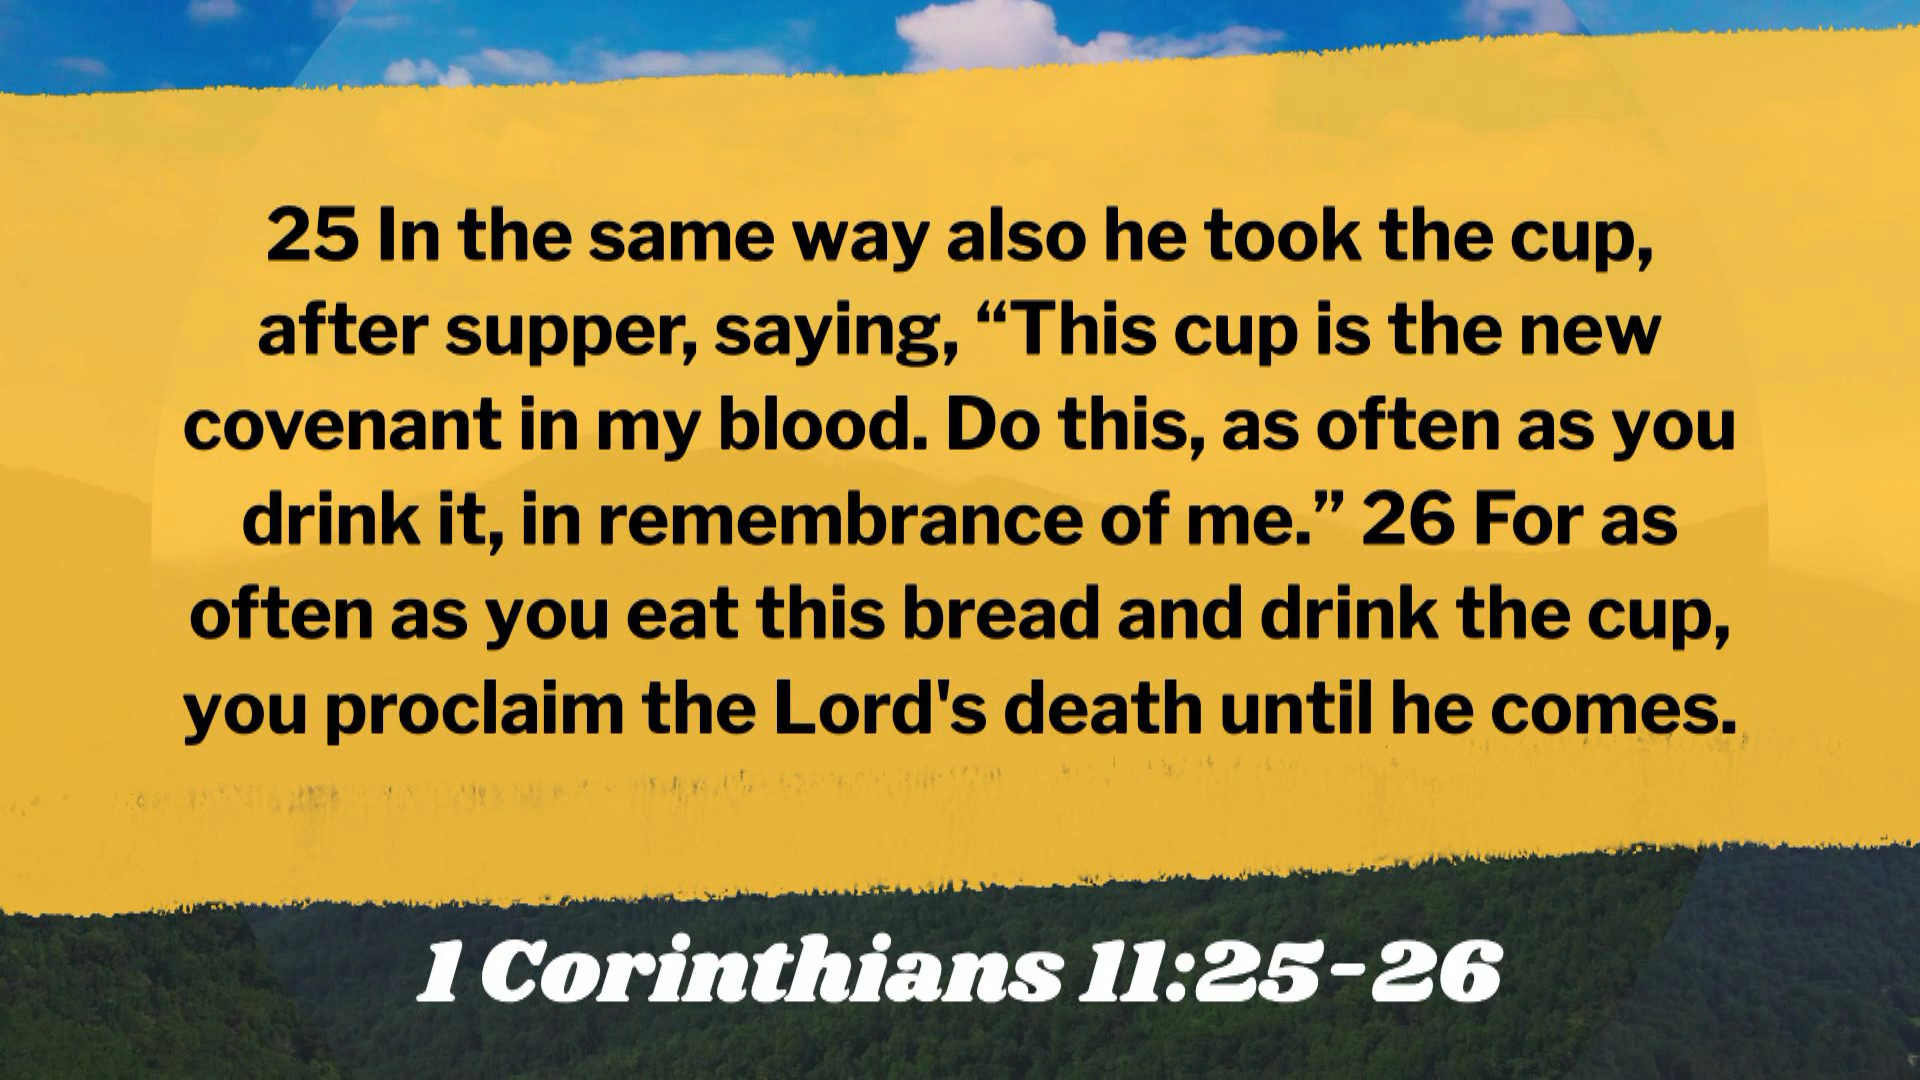 25 In the same way also he took the cup,
after supper, saying, “This cup is the new
covenant in my blood. Do this, as often as you
drink it, in remembrance of me.” 26 For as
often as you eat this bread and drink the cup,
you proclaim the Lord's death until he comes.
1 Corinthians 11:25-26